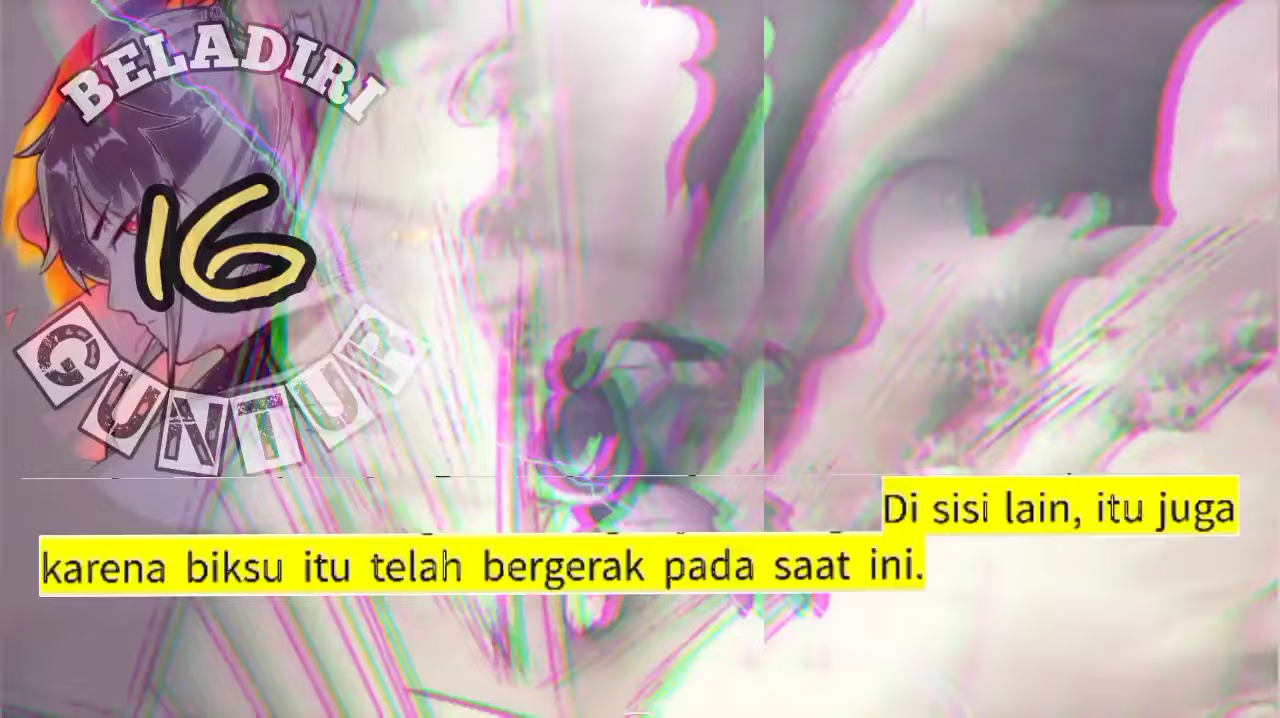 BELADIRI
16
GUNTUR
Di sisi lain, itu juga
karena biksu itu telah bergerak pada saat ini.